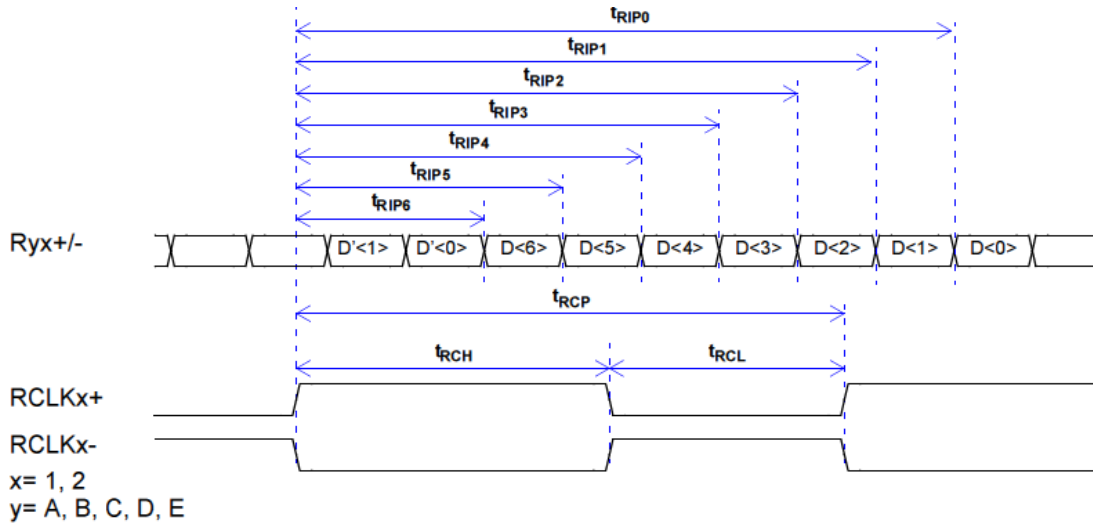 tRIP0
tRIP1
tRIP2
tRIP3
tRIP4
tRIP5
tRIP6
Ryx+/- D'<1> D'<0> D<6> D<5> D<4> D<3> D<2> D<1> D<0>
tRCP
tRCH tRCL
RCLKx+
RCLKx-
x= 1, 2
y= A, B, C, D, E